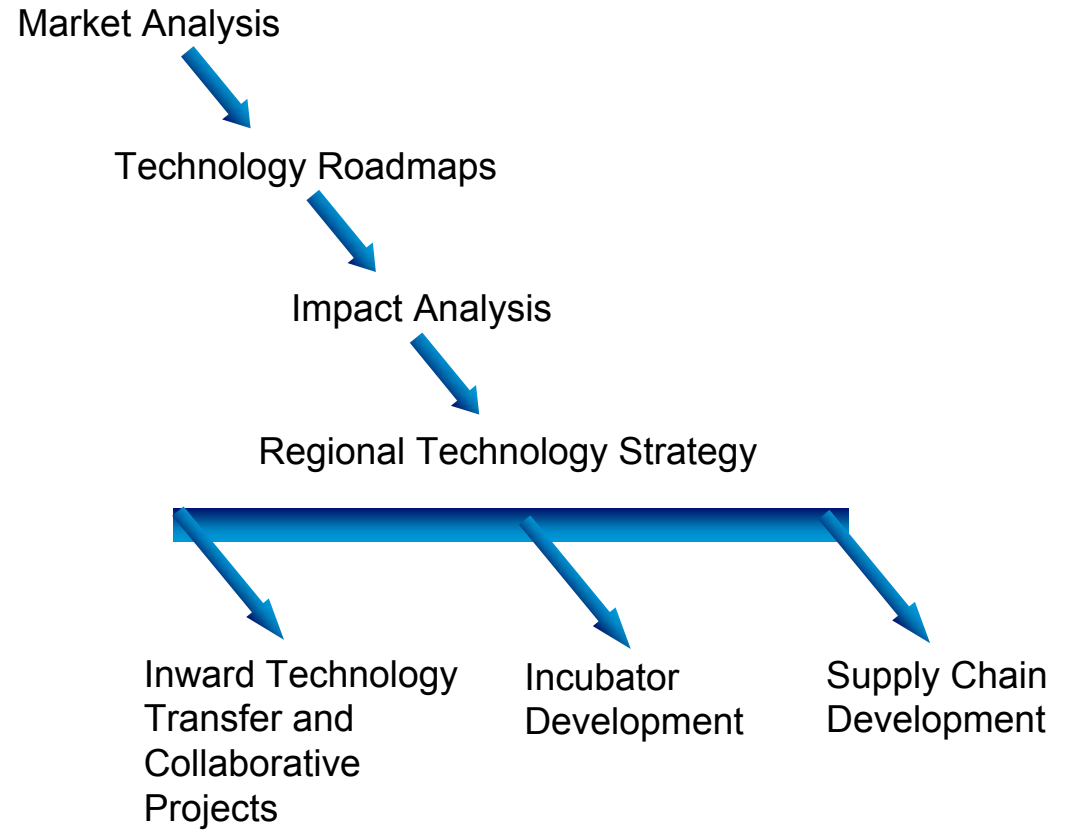 Market Analysis
Technology Roadmaps
Impact Analysis
Regional Technology Strategy
Inward Technology
Transfer and
Collaborative
Projects
Incubator
Development
Supply Chain
Development